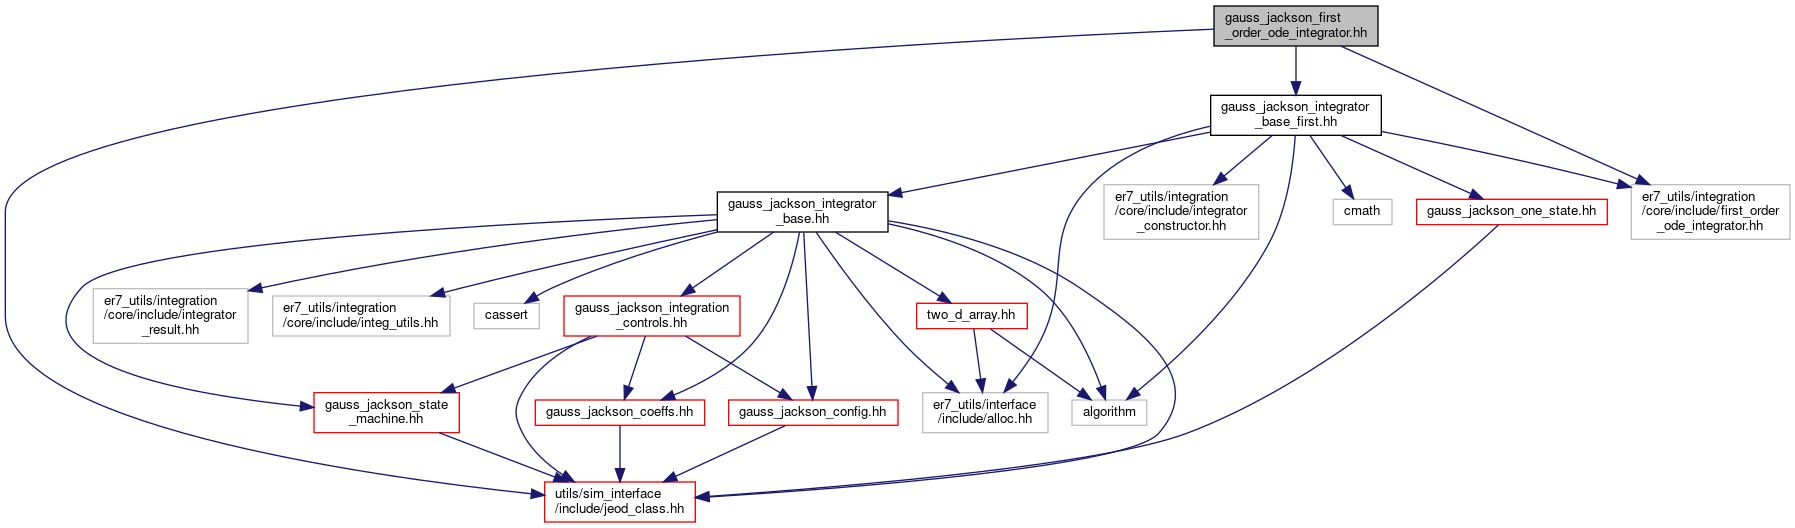 gauss_jackson_first
_order_ode_integrator.hh
gauss_jackson_integrator
_base_first.hh
gauss_jackson_integrator
_base.hh
er7_utils/integration
/core/include/integrator
_constructor.hh
cmath
gauss_jackson_one_state.hh
er7_utils/integration
/core/include/first_order
_ode_integrator.hh
er7_utils/integration
/core/include/integrator
_result.hh
er7_utils/integration
/core/include/integ_utils.hh
cassert
gauss_jackson_integration
_controls.hh
two_d_array.hh
gauss_jackson_state
_machine.hh
gauss_jackson_coeffs.hh
gauss_jackson_config.hh
er7_utils/interface
/include/alloc.hh
algorithm
utils/sim_interface
/include/jeod_class.hh